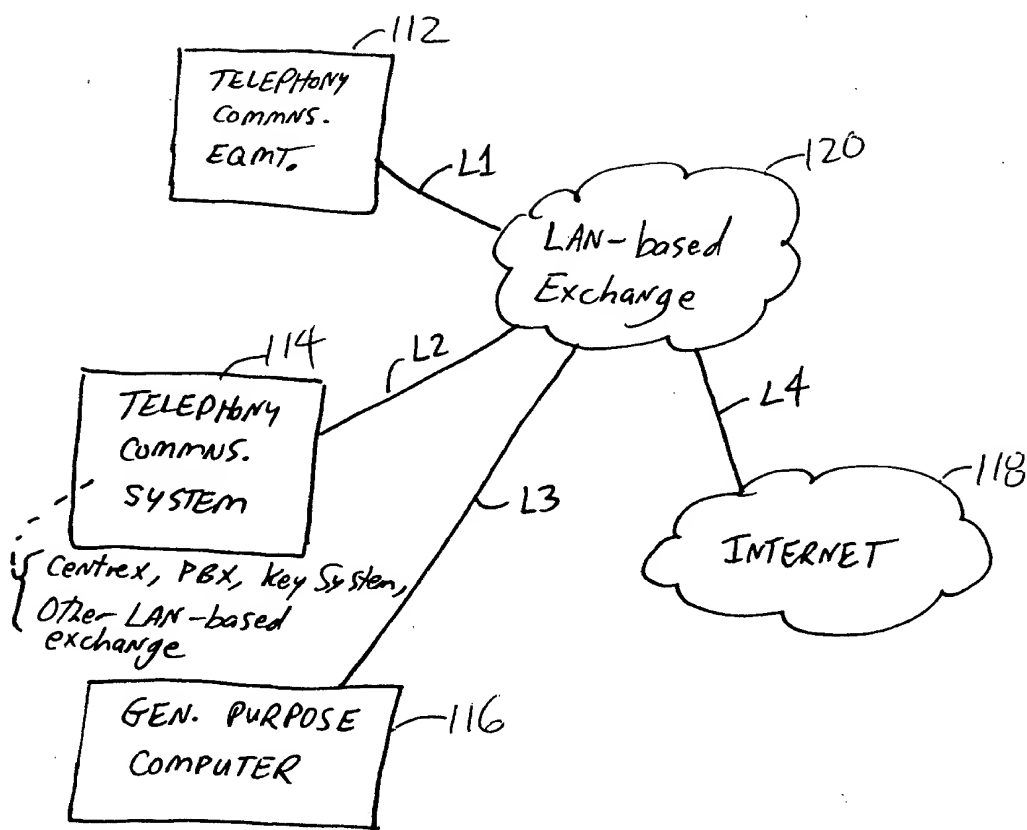 112
TELEPHONY
COMMNS.
EQMT.
L1
120
LAN-based
Exchange
114
L2
TELEPHONY
COMMNS.
SYSTEM
L4
118
L3
INTERNET
Centrex, PBX, Key System,
Other LAN-based
exchange
GEN. PURPOSE
COMPUTER
116